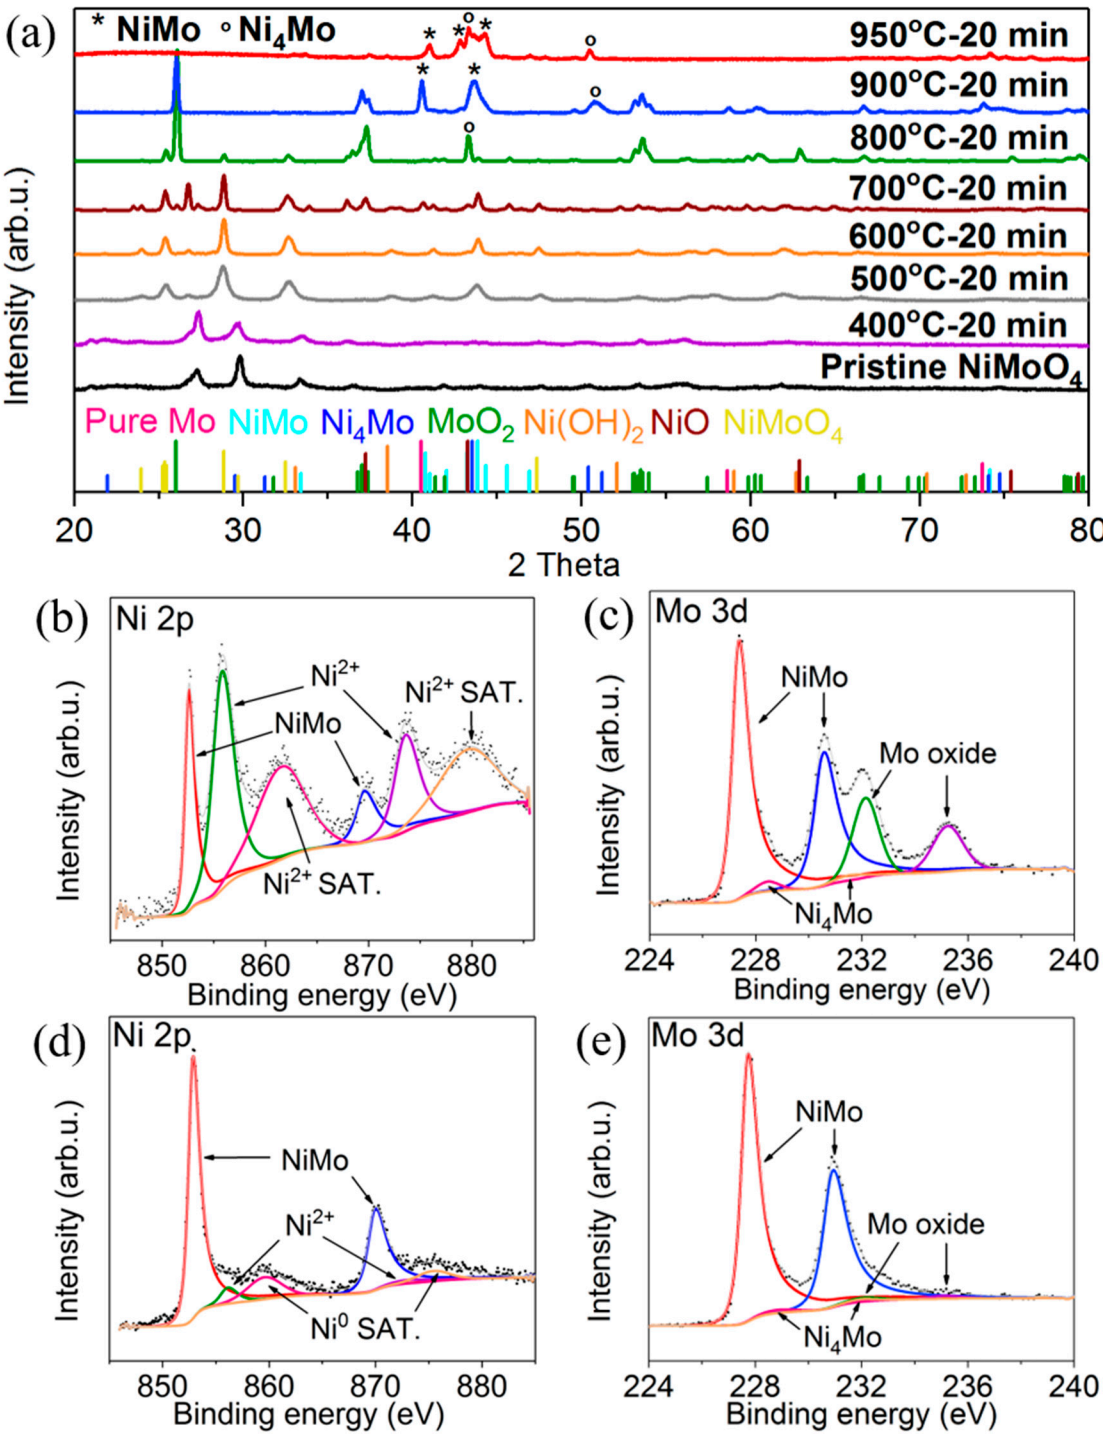 (a)
* NiMo ° Ni4Mo
* * * o o
950°C-20 min
* * o
900°C-20 min
o
800°C-20 min
700°C-20 min
600°C-20 min
500°C-20 min
400°C-20 min
Pristine NiMoO4
Pure Mo NiMo Ni4Mo MoO2 Ni(OH)2 NiO NiMoO4
Intensity (arb.u.)
20 30 40 50 60 70 80
2 Theta
(b)
Ni 2p
Ni2+
Ni2+ SAT.
NiMo
Ni2+ SAT.
Intensity (arb.u.)
850 860 870 880
Binding energy (eV)
(c)
Mo 3d
NiMo
Mo oxide
Ni4Mo
Intensity (arb.u.)
224 228 232 236 240
Binding energy (eV)
(d)
Ni 2p
NiMo
Ni2+
Ni0 SAT.
Intensity (arb.u.)
850 860 870 880
Binding energy (eV)
(e)
Mo 3d
NiMo
Mo oxide
Ni4Mo
Intensity (arb.u.)
224 228 232 236 240
Binding energy (eV)